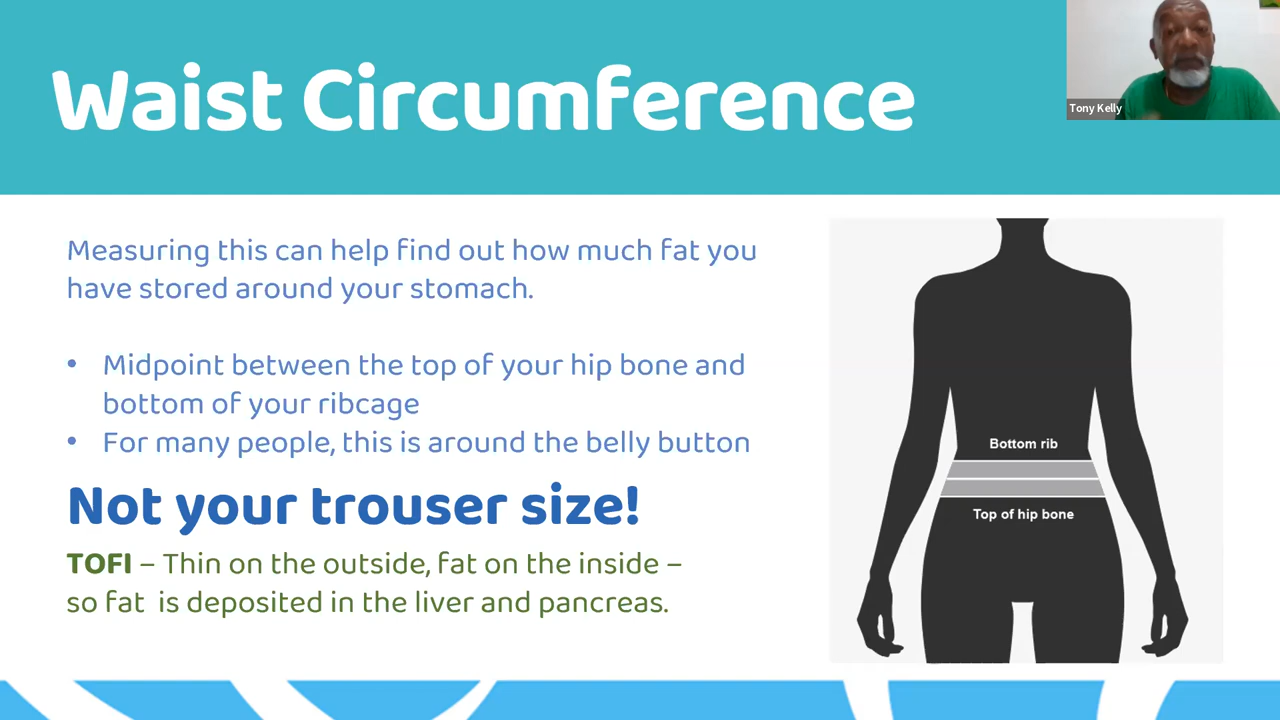 Waist Circumference
Tony Kelly
Measuring this can help find out how much fat you
have stored around your stomach.
• Midpoint between the top of your hip bone and
bottom of your ribcage
• For many people, this is around the belly button
Not your trouser size!
TOFI – Thin on the outside, fat on the inside –
so fat is deposited in the liver and pancreas.
Bottom rib
Top of hip bone